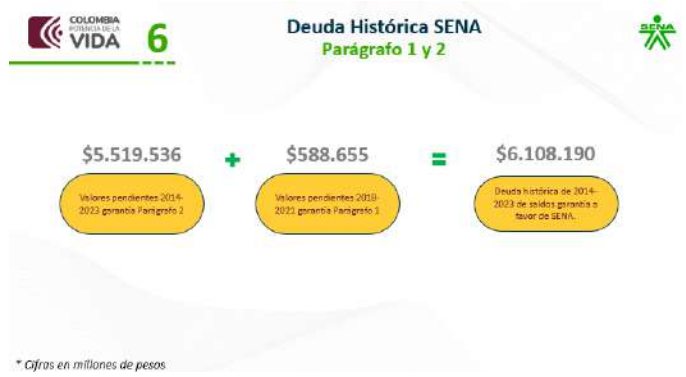 COLOMBIA
POTENCIA DE LA
VIDA
6
Deuda Histórica SENA
Parágrafo 1 y 2
SENA
$5.519.536
+
$588.655
=
$6.108.190
Valores pendientes 2014-
2023 garantía Parágrafo 2
Valores pendientes 2018-
2021 garantía Parágrafo 1
Deuda histórica de 2014-
2023 de saldos garantía a
favor de SENA.
* Cifras en millones de pesos